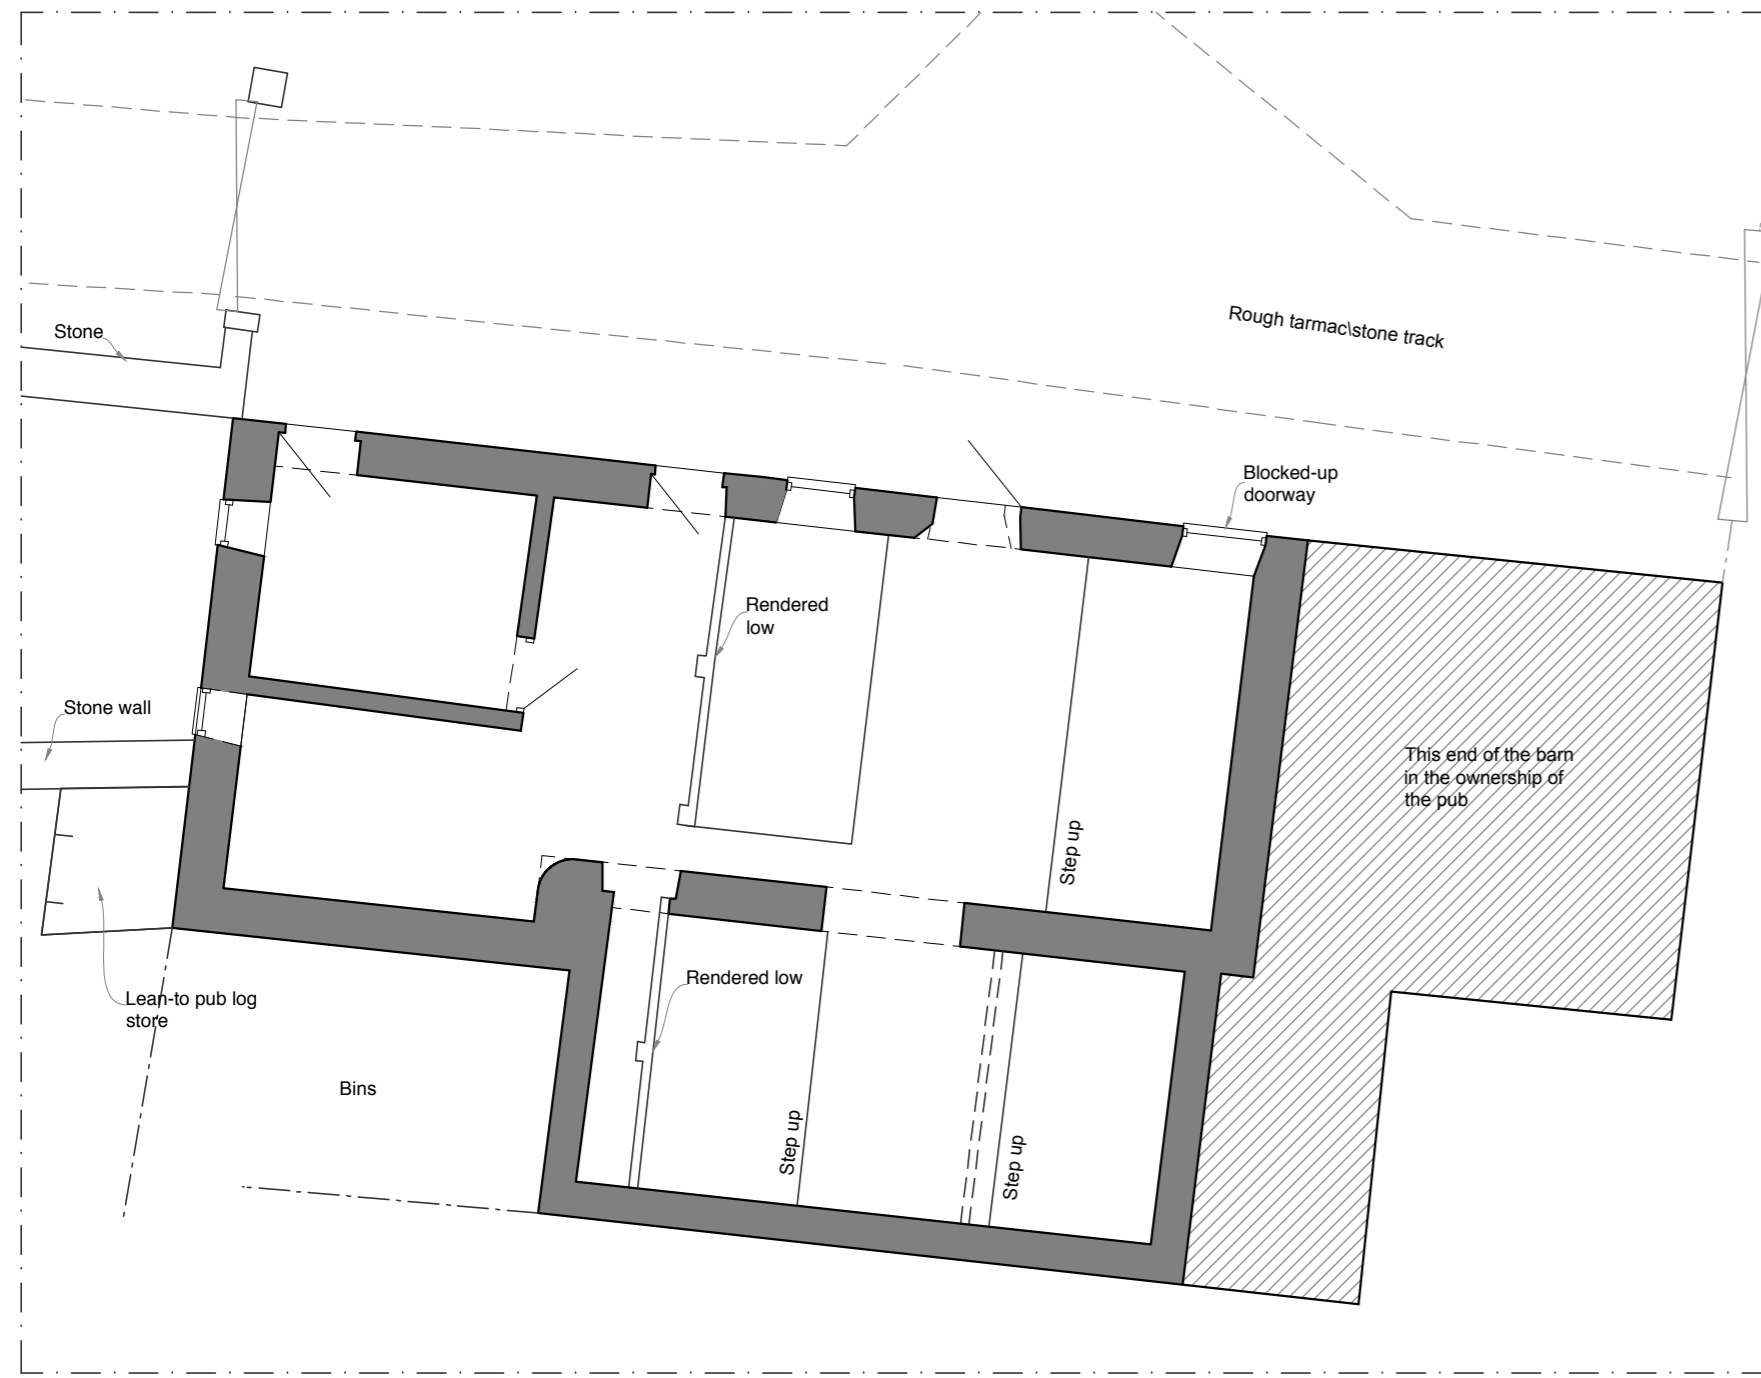 Stone
Rough tarmac\stone track
Blocked-up
doorway
Rendered
low
Stone wall
This end of the barn
in the ownership of
the pub
Step up
Rendered low
Lean-to pub log
store
Bins
Step up
Step up